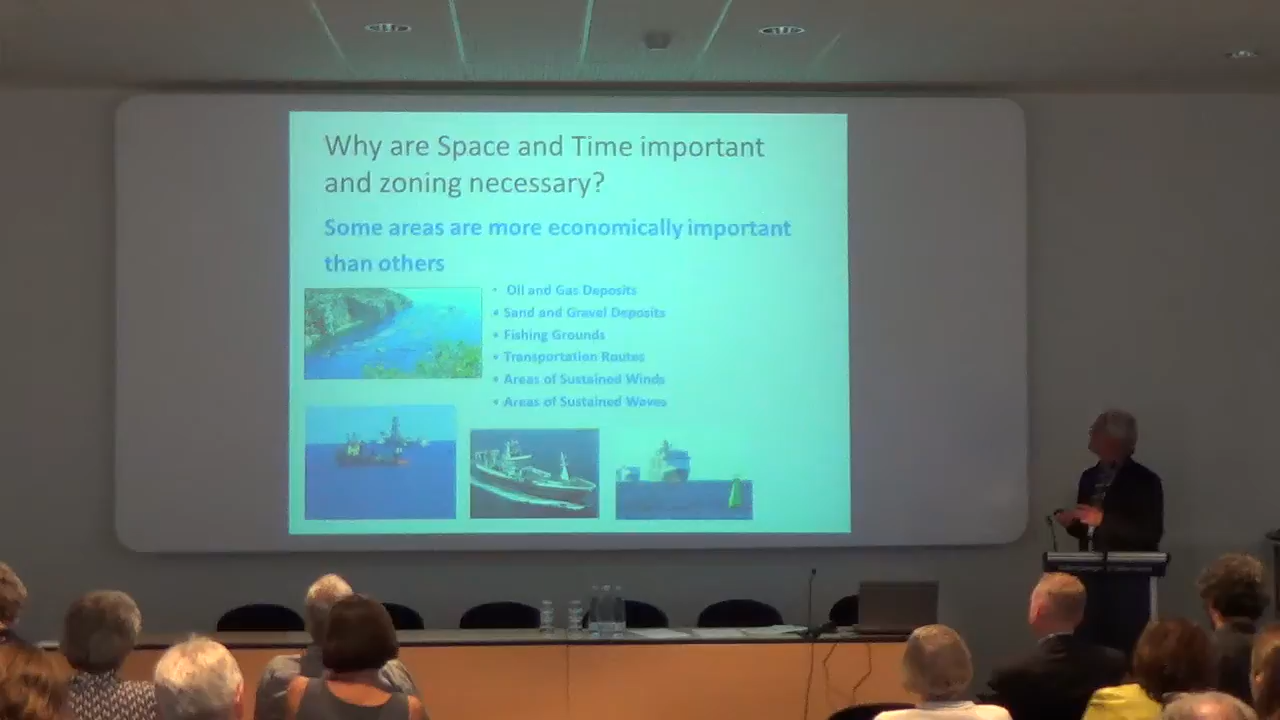 Why are Space and Time important
and zoning necessary?
Some areas are more economically important
than others
• Oil and Gas Deposits
• Sand and Gravel Deposits
• Fishing Grounds
• Transportation Routes
• Areas of Sustained Winds
• Areas of Sustained Waves